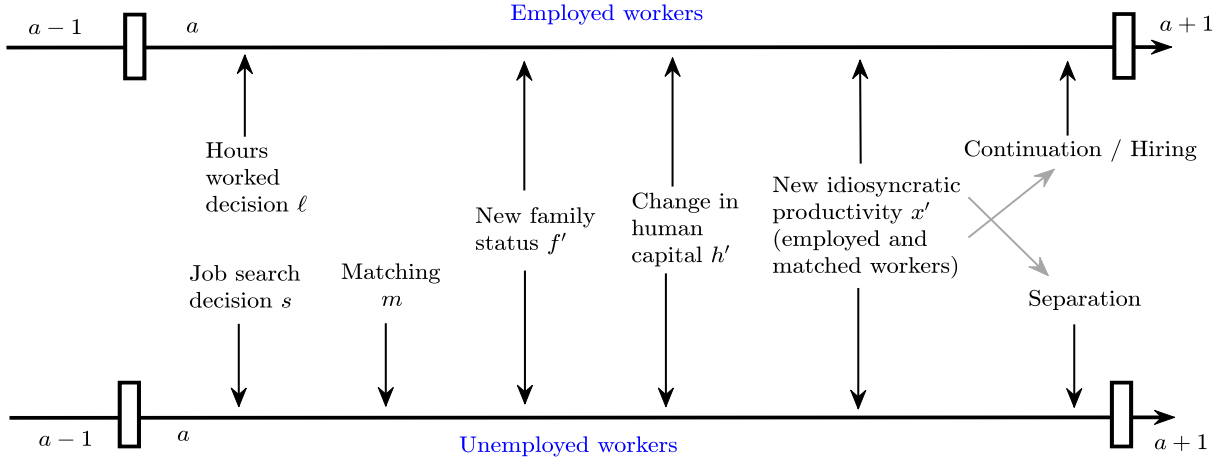 Employed workers
a − 1
a
a + 1
Hours
worked
decision ℓ
Job search
decision s
Matching
m
New family
status f′
Change in
human
capital h′
New idiosyncratic
productivity x′
(employed and
matched workers)
Continuation / Hiring
Separation
a − 1
a
Unemployed workers
a + 1